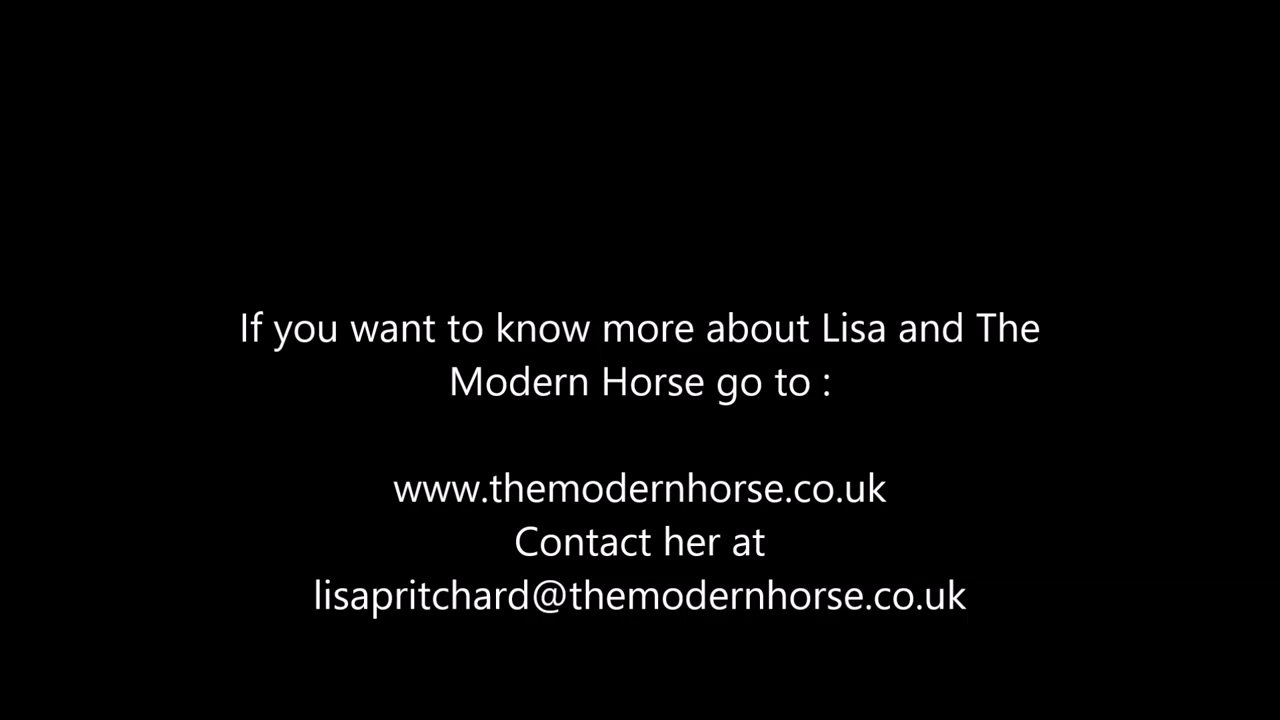 If you want to know more about Lisa and The
Modern Horse go to :
www.themodernhorse.co.uk
Contact her at
lisapritchard@themodernhorse.co.uk